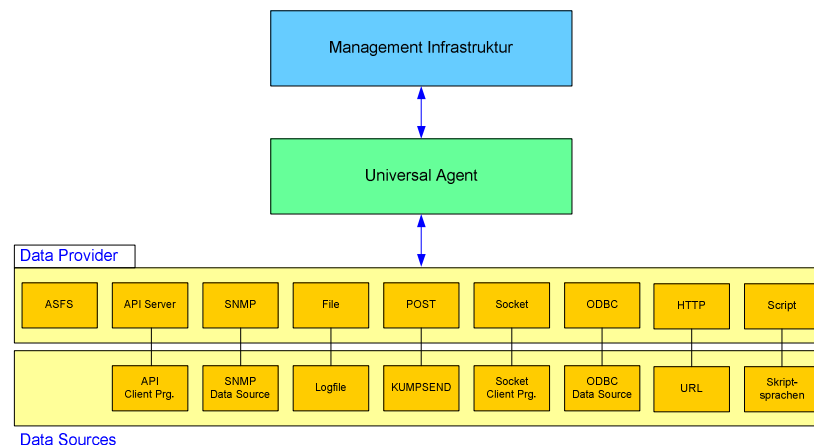 Management Infrastruktur
Universal Agent
Data Provider
ASFS
API Server
SNMP
File
POST
Socket
ODBC
HTTP
Script
API
Client Prg.
SNMP
Data Source
Logfile
KUMPSEND
Socket
Client Prg.
ODBC
Data Source
URL
Skript-
sprachen
Data Sources